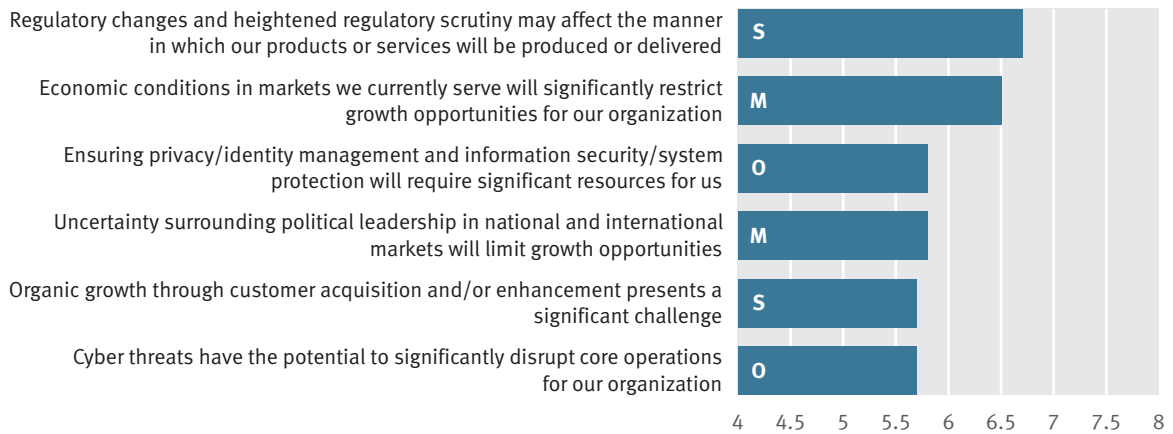 Regulatory changes and heightened regulatory scrutiny may affect the manner
in which our products or services will be produced or delivered
S
Economic conditions in markets we currently serve will significantly restrict
growth opportunities for our organization
M
Ensuring privacy/identity management and information security/system
protection will require significant resources for us
O
Uncertainty surrounding political leadership in national and international
markets will limit growth opportunities
M
Organic growth through customer acquisition and/or enhancement presents a
significant challenge
S
Cyber threats have the potential to significantly disrupt core operations
for our organization
O
4 4.5 5 5.5 6 6.5 7 7.5 8